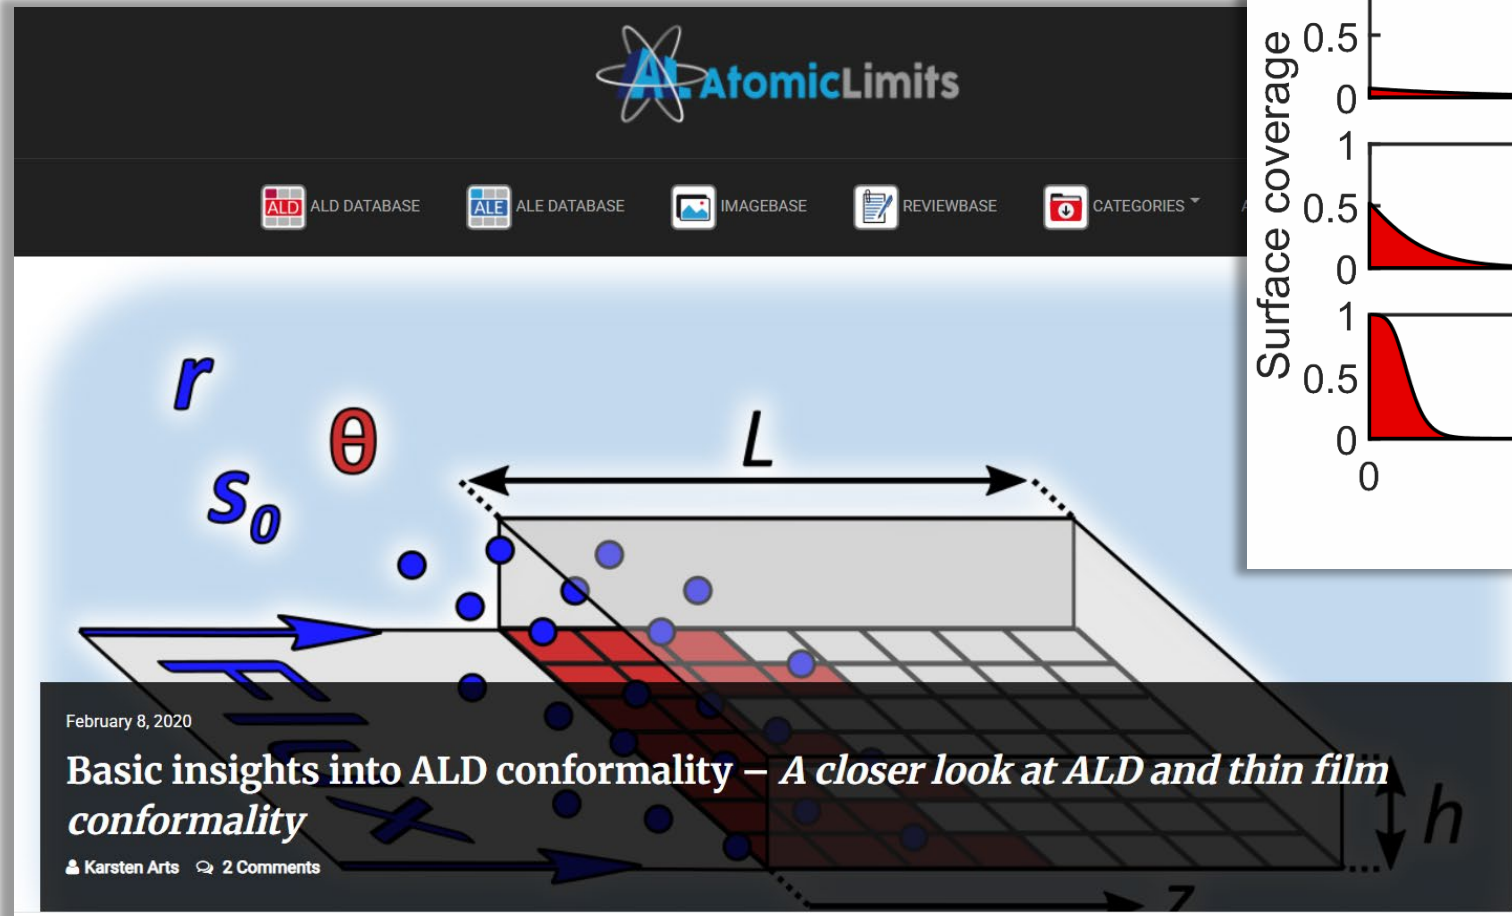 AtomicLimits
ALD ALD DATABASE
ALE ALE DATABASE
IMAGEBASE
REVIEWBASE
CATEGORIES
r
θ
s0
L
Flux
h
z
February 8, 2020
Basic insights into ALD conformality – A closer look at ALD and thin film
conformality
Karsten Arts 2 Comments
Surface coverage
0.5
0
1
0.5
0
1
0.5
0
0